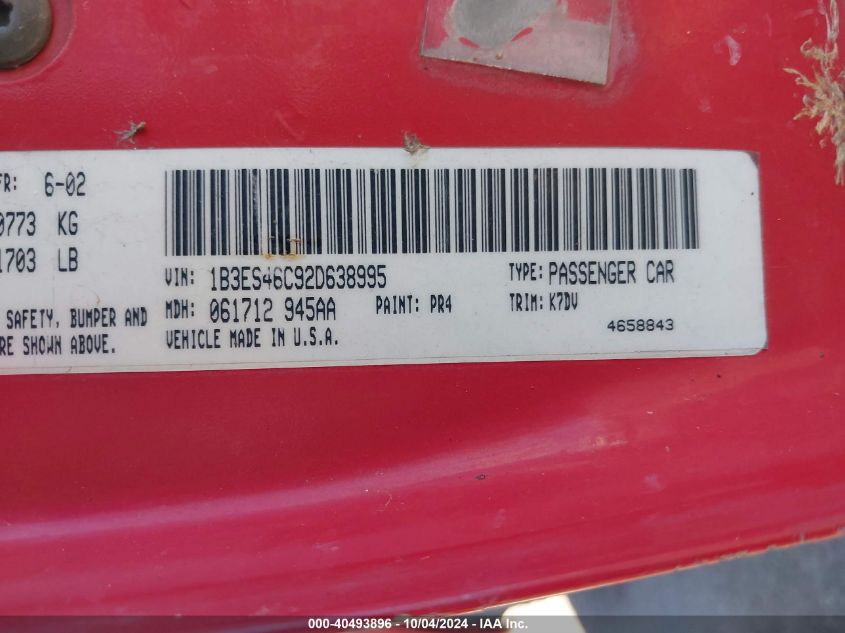 FR: 6-02
0773 KG
1703 LB
VIN: 1B3ES46C92D638995 TYPE: PASSENGER CAR
SAFETY, BUMPER AND MDH: 061712 945AA PAINT: PR4 TRIM: K7DV
RE SHOWN ABOVE. VEHICLE MADE IN U.S.A. 4658843
000-40493896 - 10/04/2024 - IAA Inc.